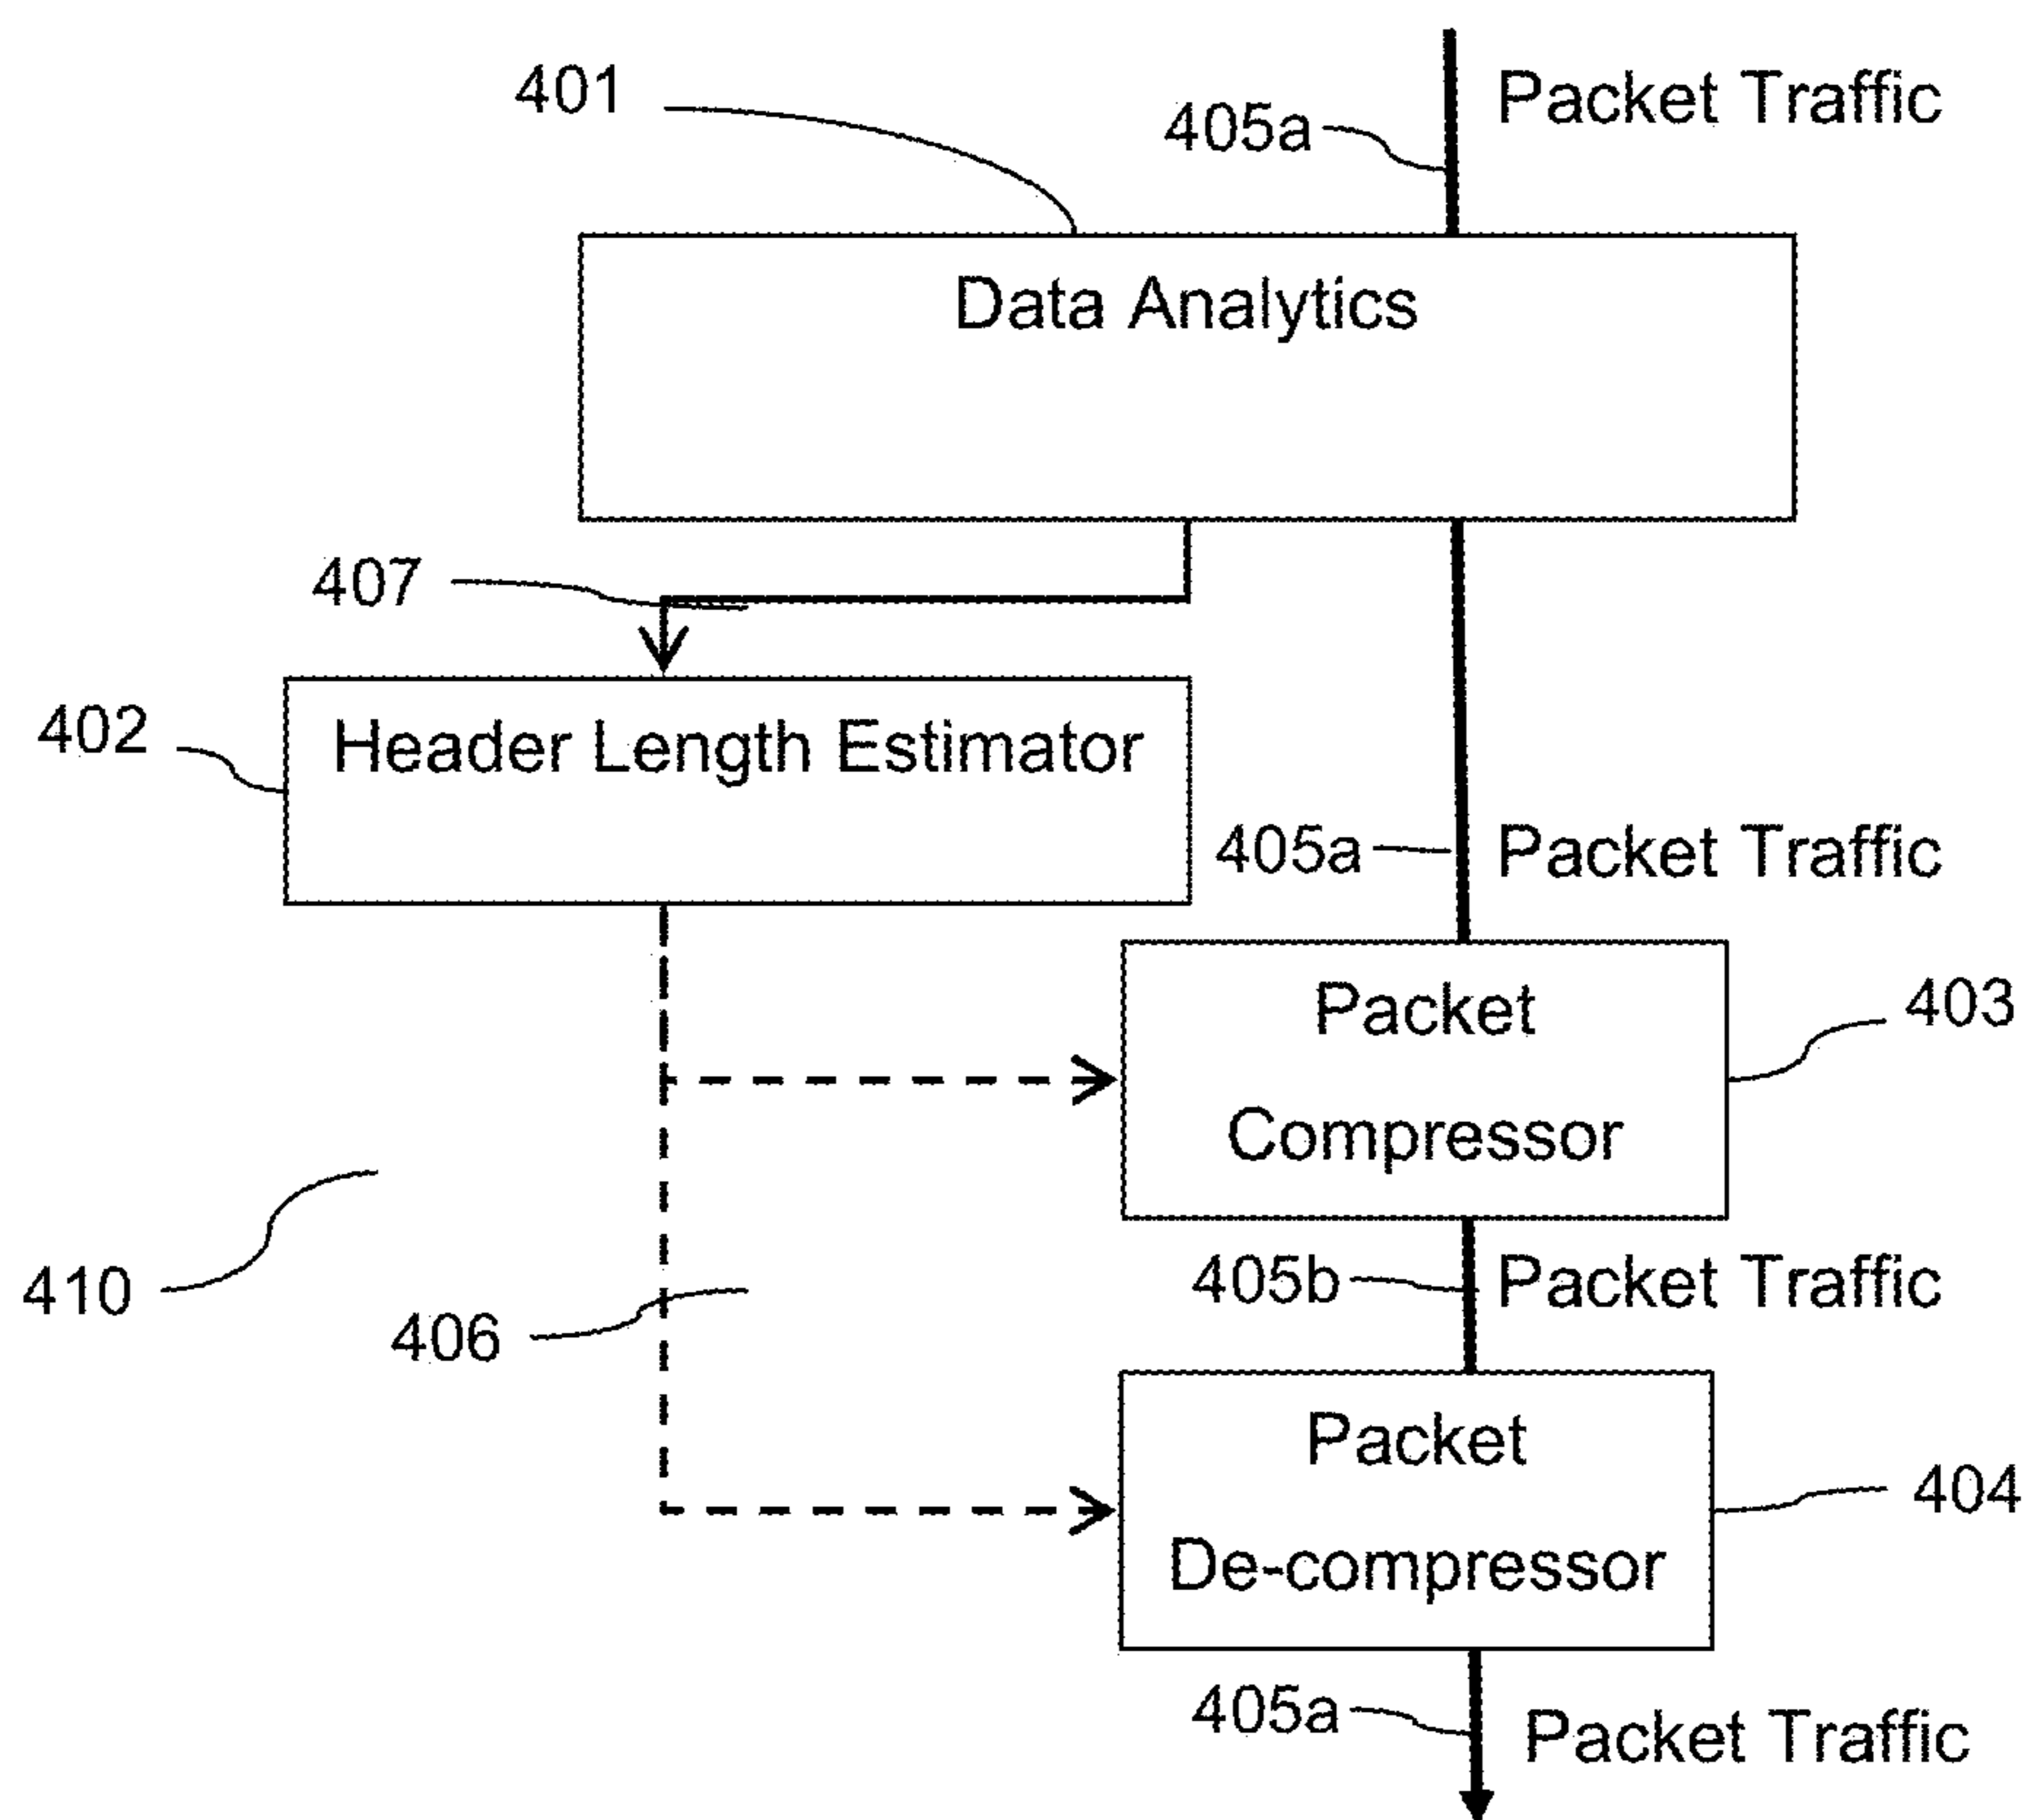 401
405a
Packet Traffic
Data Analytics
407
402
Header Length Estimator
405a
Packet Traffic
Packet
Compressor
403
410
406
405b
Packet Traffic
Packet
De-compressor
404
405a
Packet Traffic